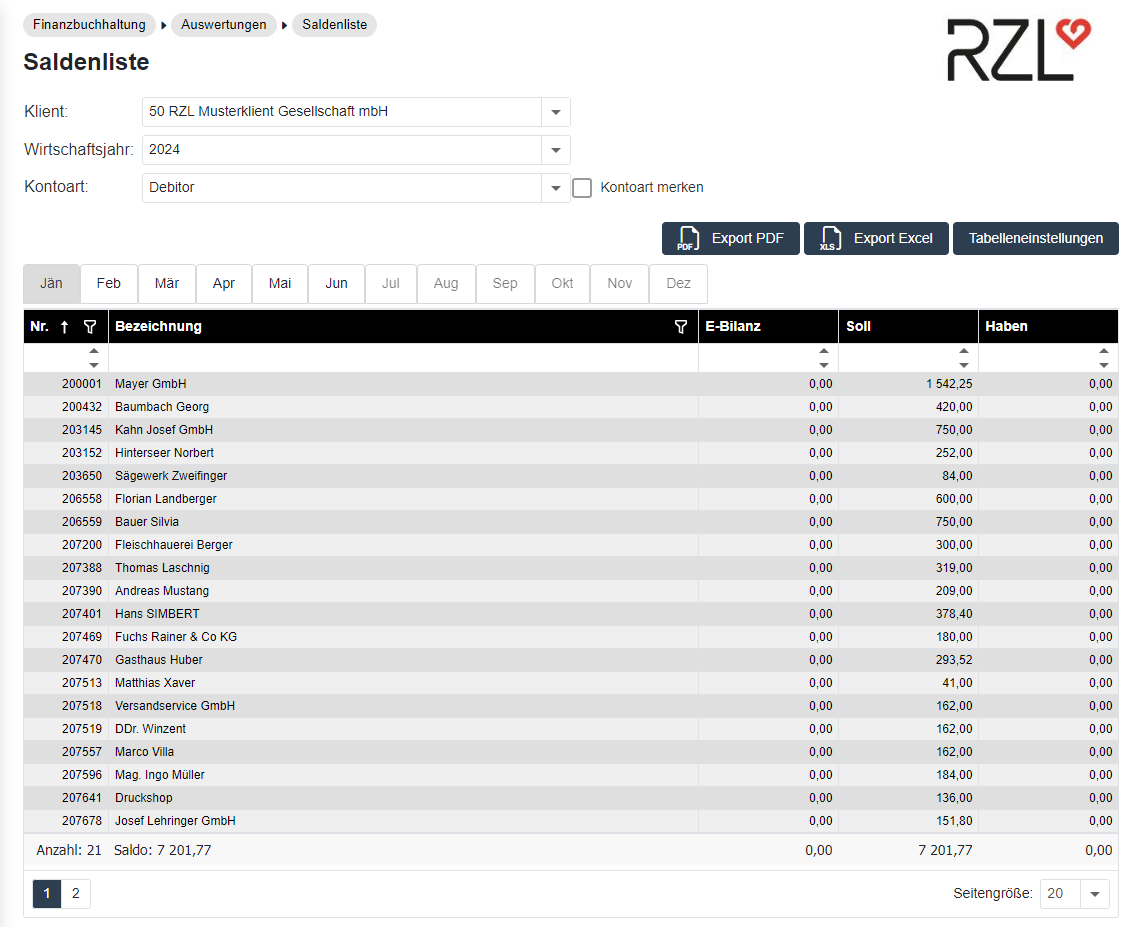 Finanzbuchhaltung Auswertungen Saldenliste
RZL
Saldenliste
Klient: 50 RZL Musterklient Gesellschaft mbH
Wirtschaftsjahr: 2024
Kontoart: Debitor Kontoart merken
PDF Export PDF XLS Export Excel Tabelleneinstellungen
Jän Feb Mär Apr Mai Jun Jul Aug Sep Okt Nov Dez
Nr. Bezeichnung E-Bilanz Soll Haben
200001 Mayer GmbH 0,00 1 542,25 0,00
200432 Baumbach Georg 0,00 420,00 0,00
203145 Kahn Josef GmbH 0,00 750,00 0,00
203152 Hinterseer Norbert 0,00 252,00 0,00
203650 Sägewerk Zweifinger 0,00 84,00 0,00
206558 Florian Landberger 0,00 600,00 0,00
206559 Bauer Silvia 0,00 750,00 0,00
207200 Fleischhauerei Berger 0,00 300,00 0,00
207388 Thomas Laschnig 0,00 319,00 0,00
207390 Andreas Mustang 0,00 209,00 0,00
207401 Hans SIMBERT 0,00 378,40 0,00
207469 Fuchs Rainer & Co KG 0,00 180,00 0,00
207470 Gasthaus Huber 0,00 293,52 0,00
207513 Matthias Xaver 0,00 41,00 0,00
207518 Versandservice GmbH 0,00 162,00 0,00
207519 DDr. Winzent 0,00 162,00 0,00
207557 Marco Villa 0,00 162,00 0,00
207596 Mag. Ingo Müller 0,00 184,00 0,00
207641 Druckshop 0,00 136,00 0,00
207678 Josef Lehringer GmbH 0,00 151,80 0,00
Anzahl: 21 Saldo: 7 201,77 0,00 7 201,77 0,00
1 2 Seitengröße: 20